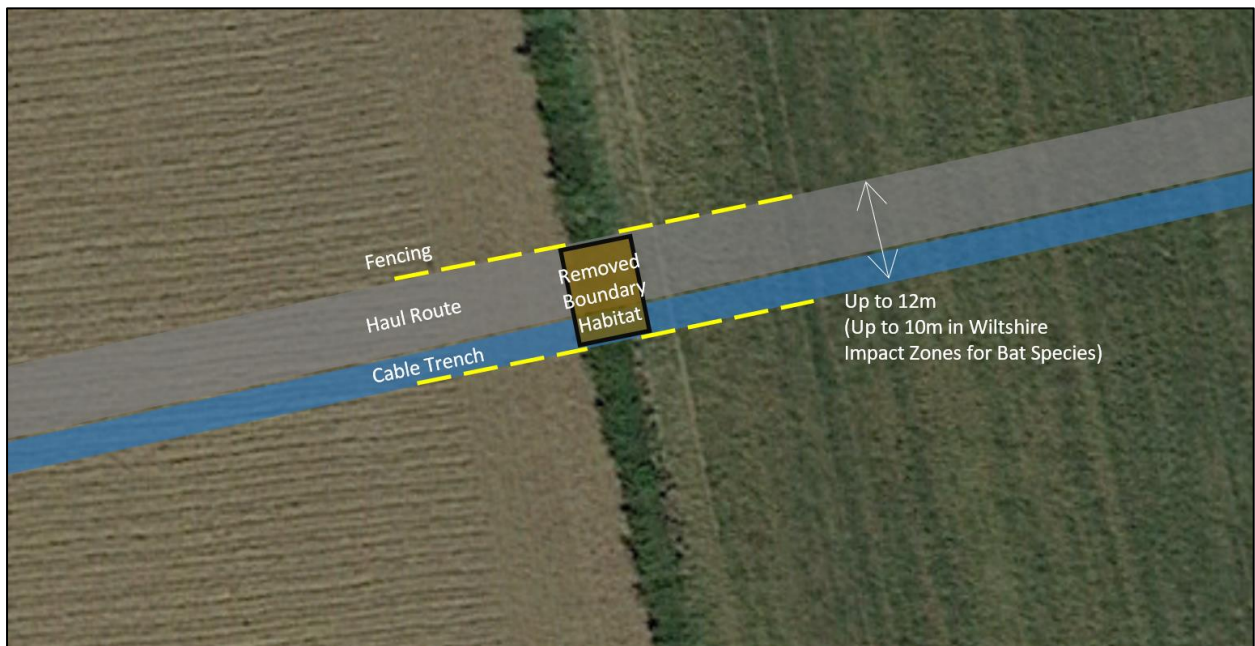 Fencing
Removed
Boundary
Habitat
Haul Route
Cable Trench
Up to 12m
(Up to 10m in Wiltshire
Impact Zones for Bat Species)